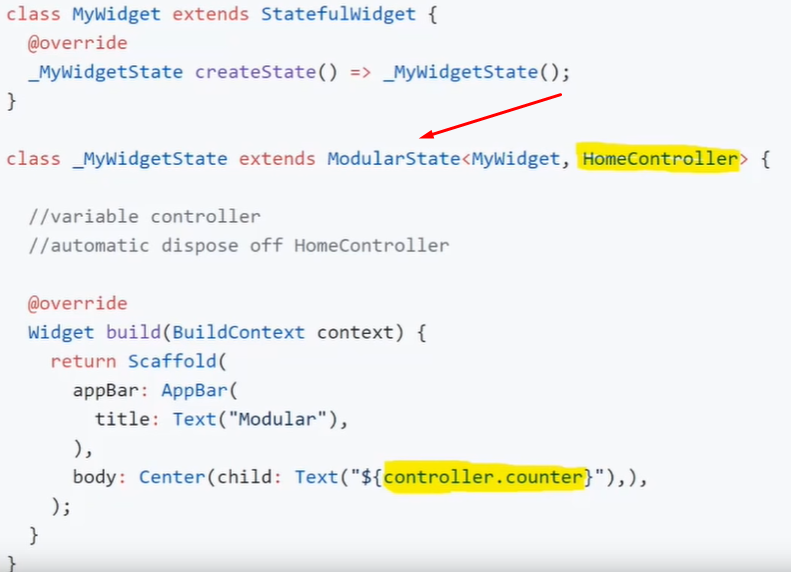 class MyWidget extends StatefulWidget {
  @override
  _MyWidgetState createState() => _MyWidgetState();
}
class _MyWidgetState extends ModularState<MyWidget, HomeController> {
  //variable controller
  //automatic dispose off HomeController
  @override
  Widget build(BuildContext context) {
    return Scaffold(
      appBar: AppBar(
        title: Text("Modular"),
      ),
      body: Center(child: Text("${controller.counter}"),),
    );
  }
}